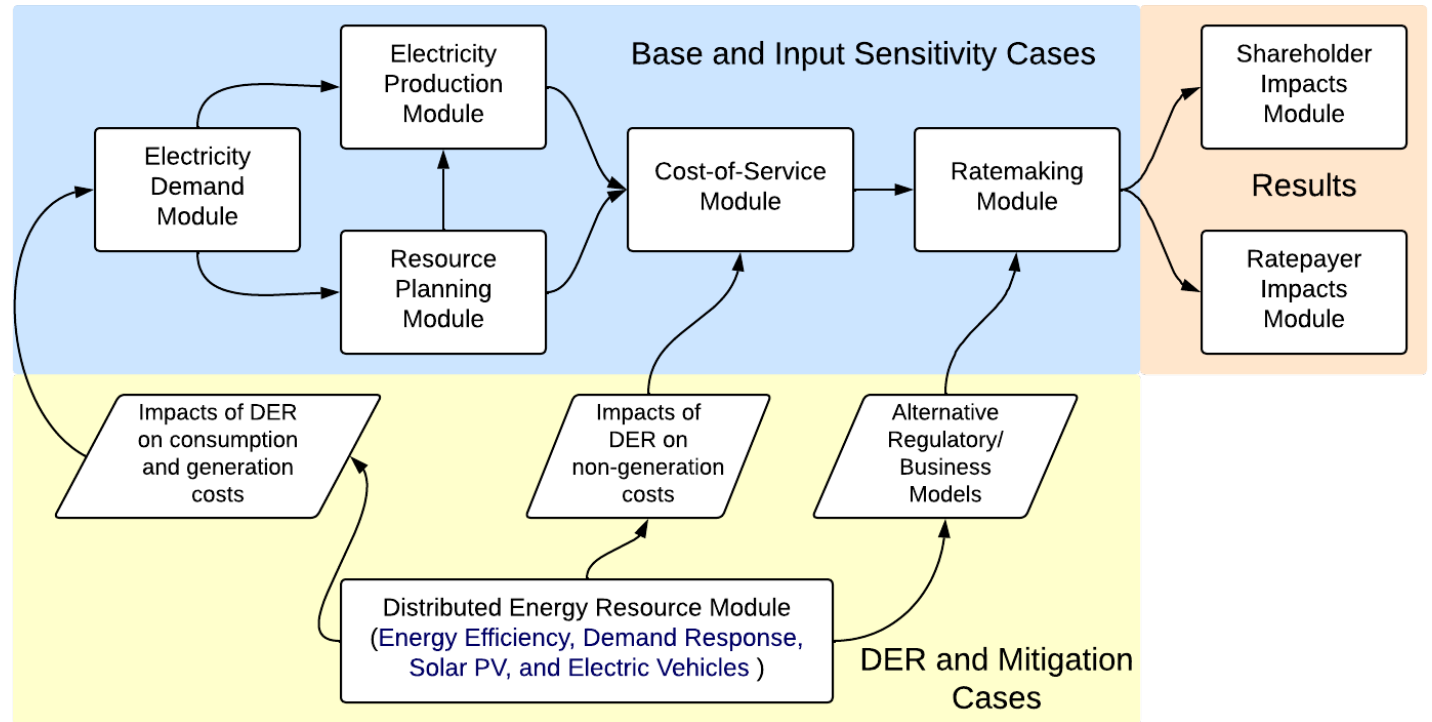 Electricity
Production
Module
Base and Input Sensitivity Cases
Shareholder
Impacts
Module
Electricity
Demand
Module
Cost-of-Service
Module
Ratemaking
Module
Results
Resource
Planning
Module
Ratepayer
Impacts
Module
Impacts of DER
on consumption
and generation
costs
Impacts of
DER on
non-generation
costs
Alternative
Regulatory/
Business
Models
Distributed Energy Resource Module
(Energy Efficiency, Demand Response,
Solar PV, and Electric Vehicles )
DER and Mitigation
Cases